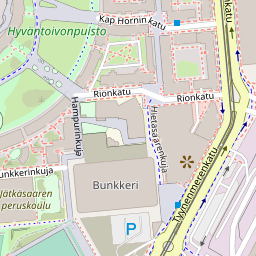 Kap Hornin
katu
Hyväntoivonpuisto
Rionkatu
Rionkatu
Hampurinkuja
Hietasaarenkuja
Tyynenmerenkatu
Bunkkerinkuja
Jätkäsaaren
peruskoulu
Bunkkeri
P